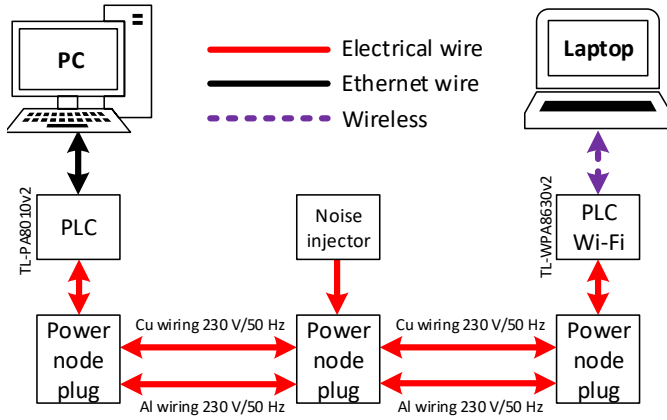 PC
Electrical wire
Ethernet wire
Wireless
Laptop
TL-PA8010v2
PLC
Noise
injector
TL-WPA8630v2
PLC
Wi-Fi
Power
node
plug
Cu wiring 230 V/50 Hz
Al wiring 230 V/50 Hz
Power
node
plug
Cu wiring 230 V/50 Hz
Al wiring 230 V/50 Hz
Power
node
plug